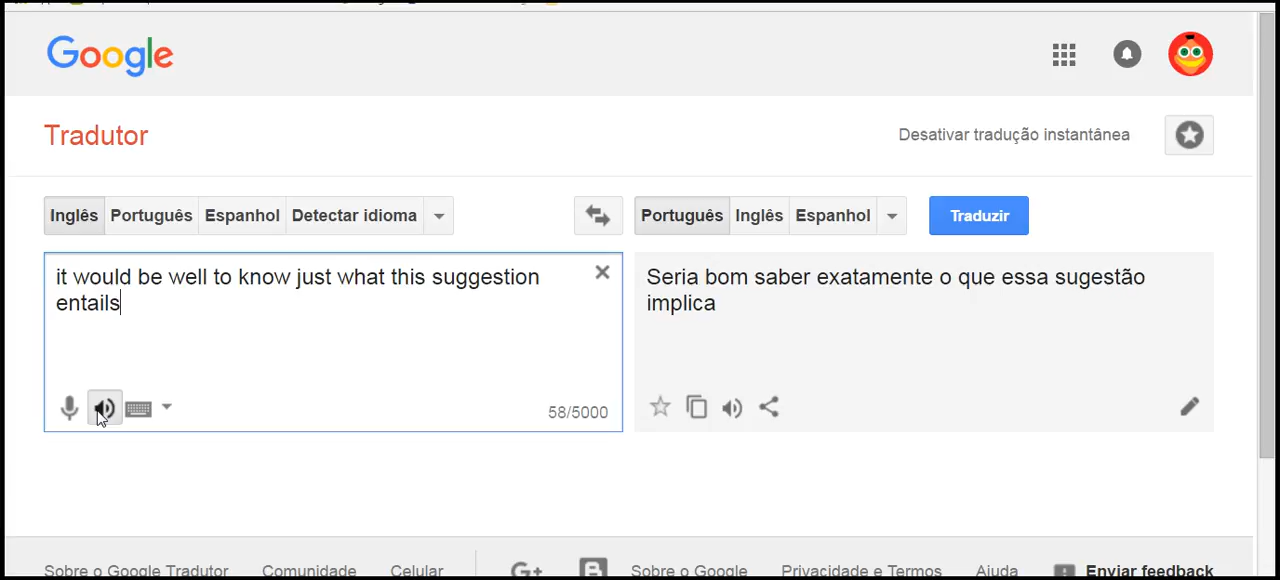 Google
Tradutor
Desativar tradução instantânea
Inglês Português Espanhol Detectar idioma
Português Inglês Espanhol
Traduzir
it would be well to know just what this suggestion
entails
58/5000
Seria bom saber exatamente o que essa sugestão
implica
Sobre o Google Tradutor Comunidade Celular G+ B Sobre o Google Privacidade e Termos Ajuda Enviar feedback